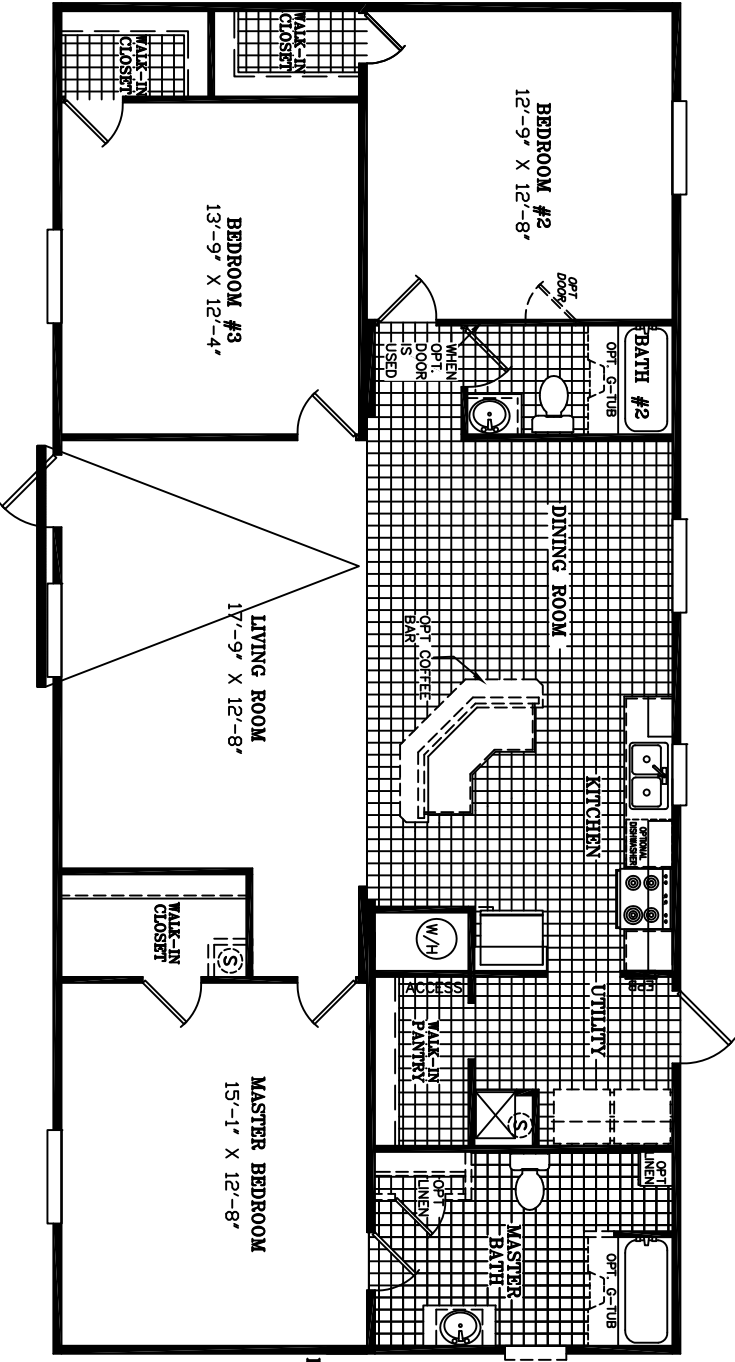 WALK-IN
CLOSET
WALK-IN
CLOSET
BEDROOM #2
12'-9" X 12'-8"
BEDROOM #3
13'-9" X 12'-4"
OPT
DOOR
WHEN
OPT.
DOOR
IS
USED
BATH #2
OPT. G-TUB
DINING ROOM
OPT COFFEE
BAR
LIVING ROOM
17'-9" X 12'-8"
KITCHEN
OPTIONAL
DISHWASHER
W/H
WALK-IN
CLOSET
S
ACCESS
UTILITY
WALK-IN
PANTRY
S
MASTER BEDROOM
15'-1" X 12'-8"
OPT
LINEN
OPT
LINEN
MASTER
BATH
OPT. G-TUB